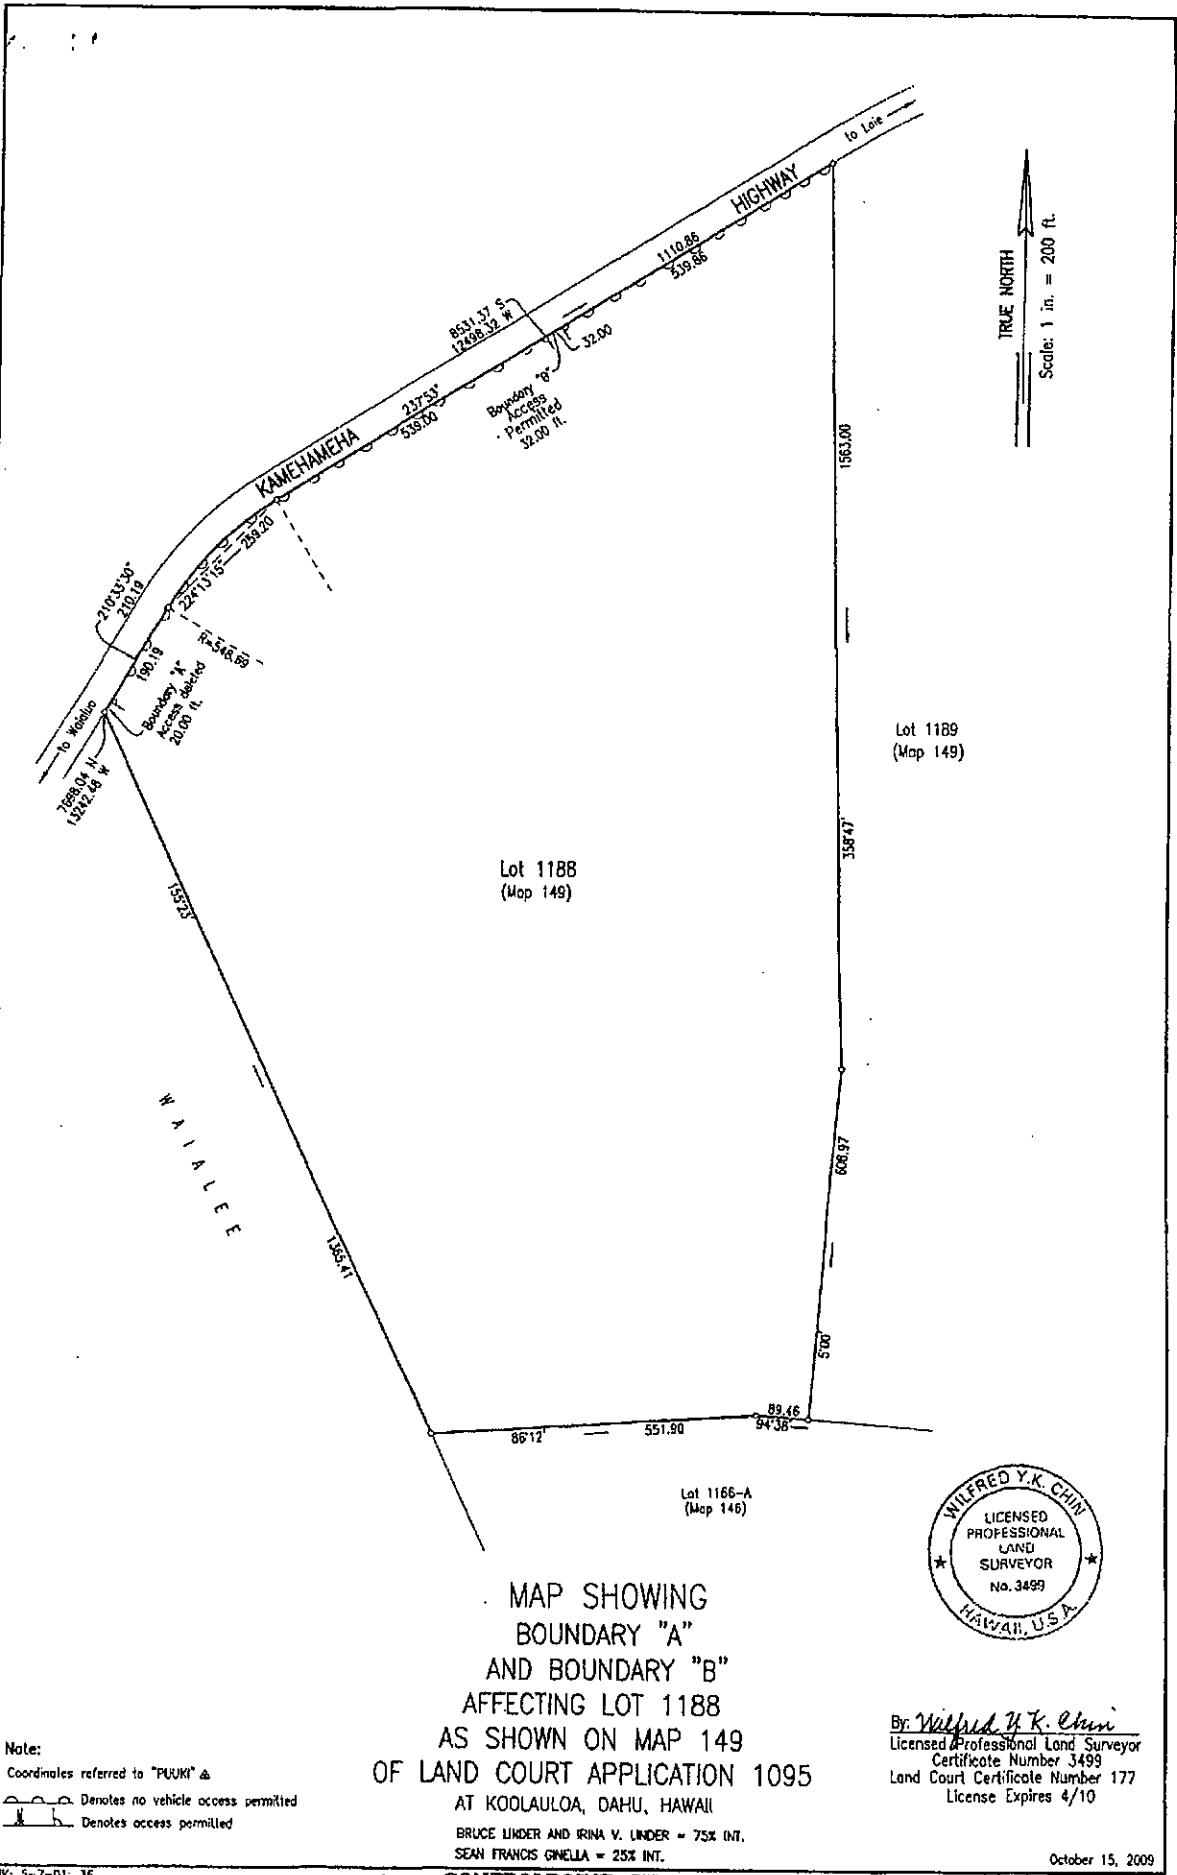 to Laie
HIGHWAY
1110.86
539.86
8531.37 S
12498.32 W
32.00
Boundary "B"
Access
Permitted
32.00 ft.
237°53"
539.00
KAMEHAMEHA
259.20
224°13'15"
R=548.69
210°33'30"
210.19
190.19
Boundary "A"
Access deleted
20.00 ft.
to Waialua
7698.04 N
13242.48 W
TRUE NORTH
Scale: 1 in. = 200 ft.
1563.00
Lot 1189
(Map 149)
358°47'
Lot 1188
(Map 149)
155°23'
WAIALEE
1365.41
608.97
5°00'
86°12'
551.90
89.46
94°38'
Lot 1166-A
(Map 146)
WILFRED Y.K. CHIN
LICENSED
PROFESSIONAL
LAND
SURVEYOR
No. 3499
HAWAII, U.S.A.
MAP SHOWING
BOUNDARY "A"
AND BOUNDARY "B"
AFFECTING LOT 1188
AS SHOWN ON MAP 149
OF LAND COURT APPLICATION 1095
AT KOOLAULOA, OAHU, HAWAII
BRUCE LINDER AND IRINA V. LINDER = 75% INT.
SEAN FRANCIS GINELLA = 25% INT.
By: Wilfred Y. K. Chin
Licensed Professional Land Surveyor
Certificate Number 3499
Land Court Certificate Number 177
License Expires 4/10
Note:
Coordinates referred to "PUUKI"
Denotes no vehicle access permitted
Denotes access permitted
October 15, 2009